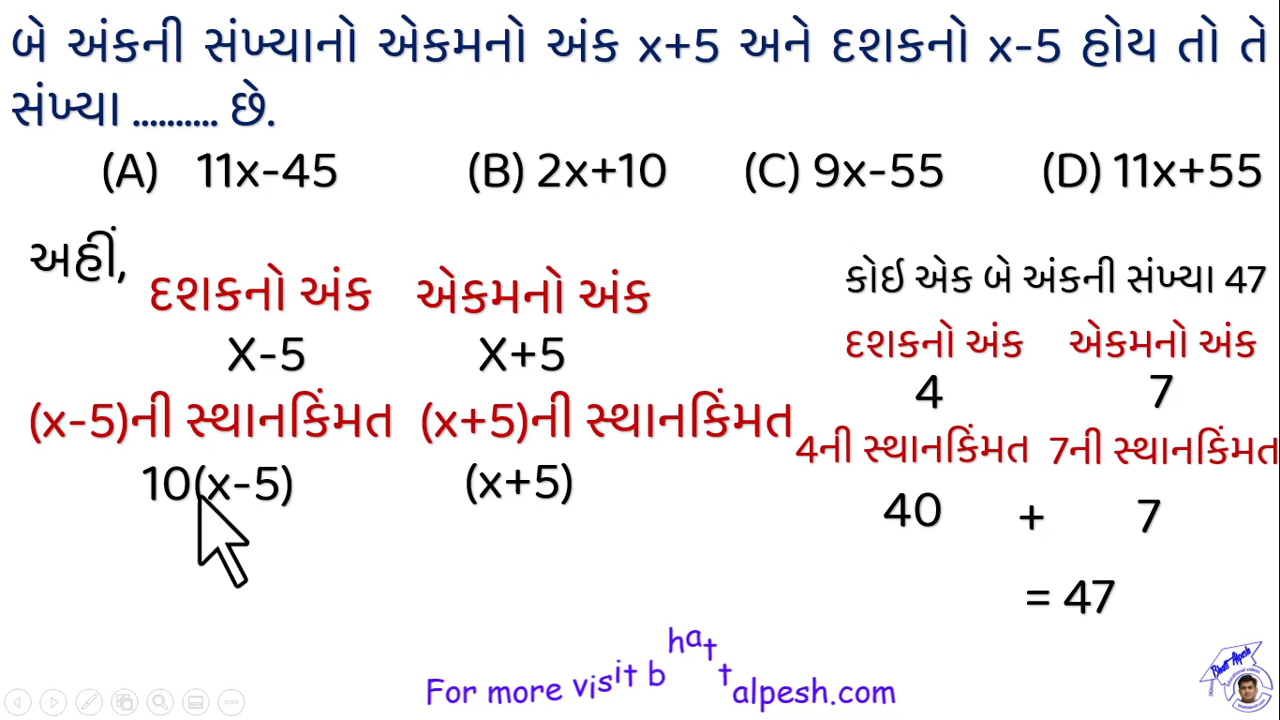 બે અંકની સંખ્યાનો એકમનો અંક x+5 અને દશકનો x-5 હોય તો તે
સંખ્યા .......... છે.
(A) 11x-45 (B) 2x+10 (C) 9x-55 (D) 11x+55
અહીં,
દશકનો અંક એકમનો અંક
X-5 X+5
(x-5)ની સ્થાનકિંમત (x+5)ની સ્થાનકિંમત
10(x-5) (x+5)
કોઇ એક બે અંકની સંખ્યા 47
દશકનો અંક એકમનો અંક
4 7
4ની સ્થાનકિંમત 7ની સ્થાનકિંમત
40 + 7
= 47
For more visit bhattalpesh.com
Bhatt Alpesh